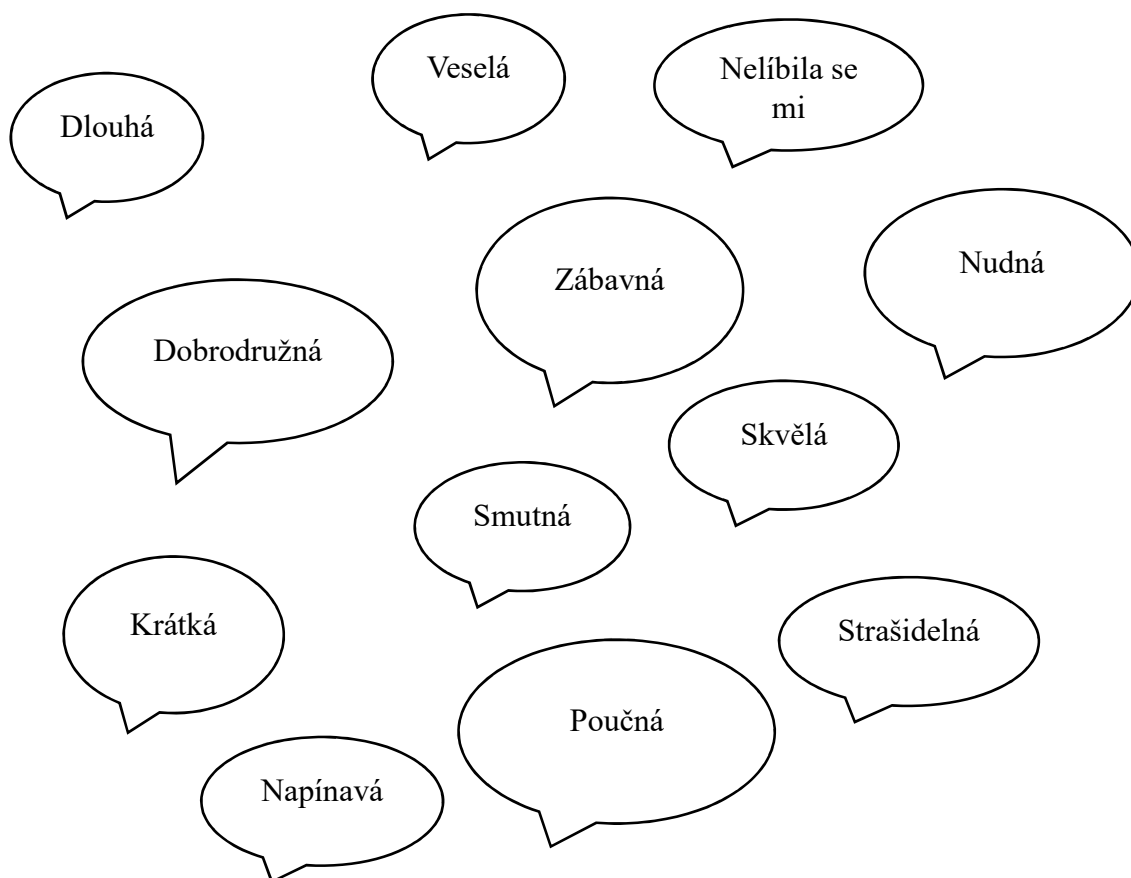 Veselá
Nelíbila se
mi
Dlouhá
Zábavná
Nudná
Dobrodružná
Skvělá
Smutná
Krátká
Strašidelná
Poučná
Napínavá